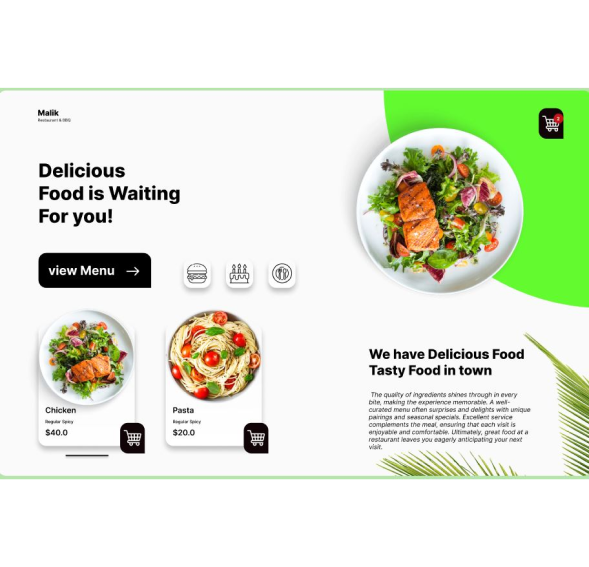 Malik
Restaurant & BBQ
2
Delicious
Food is Waiting
For you!
view Menu
Chicken
Regular Spicy
$40.0
Pasta
Regular Spicy
$20.0
We have Delicious Food
Tasty Food in town
The quality of ingredients shines through in every
bite, making the experience memorable. A well-
curated menu often surprises and delights with unique
pairings and seasonal specials. Excellent service
complements the meal, ensuring that each visit is
enjoyable and comfortable. Ultimately, great food at a
restaurant leaves you eagerly anticipating your next
visit.